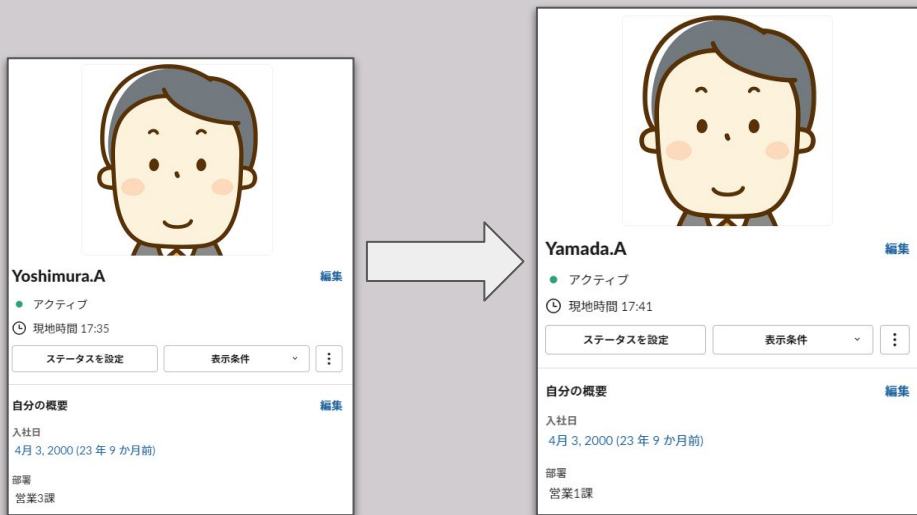 Yoshimura.A
編集
アクティブ
現地時間 17:35
ステータスを設定
表示条件
自分の概要
編集
入社日
4月 3, 2000 (23 年 9 か月前)
部署
営業3課
Yamada.A
編集
アクティブ
現地時間 17:41
ステータスを設定
表示条件
自分の概要
編集
入社日
4月 3, 2000 (23 年 9 か月前)
部署
営業1課